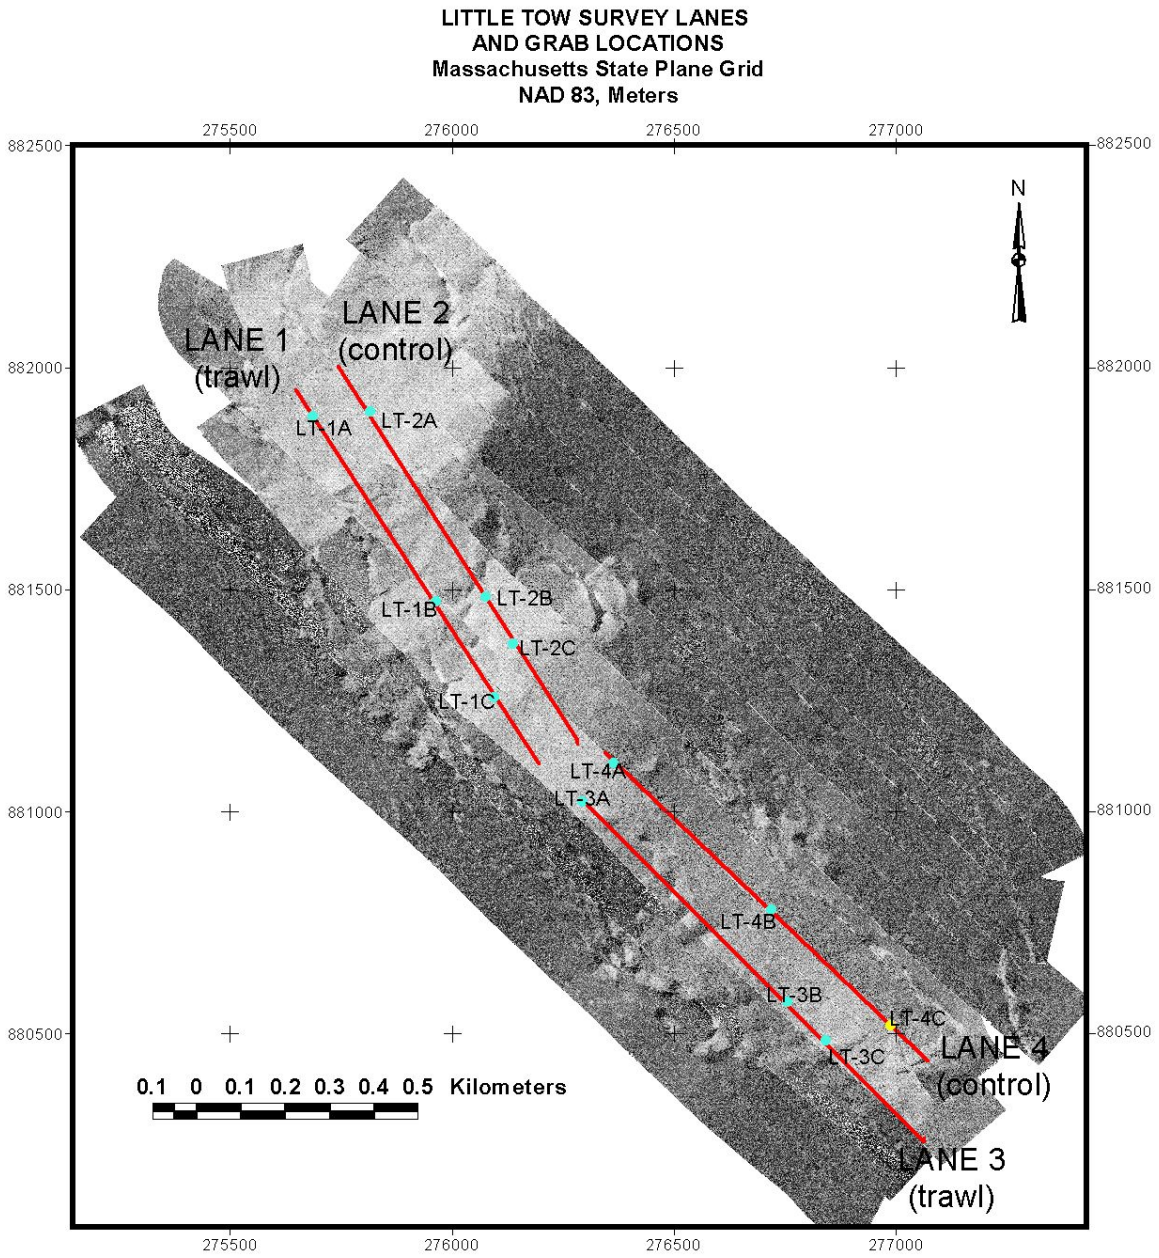 LITTLE TOW SURVEY LANES
AND GRAB LOCATIONS
Massachusetts State Plane Grid
NAD 83, Meters
275500 276000 276500 277000
882500 882500
N
LANE 2
(control)
LANE 1
(trawl)
882000 882000
LT-2A
LT-1A
881500 881500
LT-2B
LT-1B
LT-2C
LT-1C
LT-4A
LT-3A
881000 881000
LT-4B
LT-3B
LT-4C
880500 880500
LT-3C
LANE 4
(control)
0.1 0 0.1 0.2 0.3 0.4 0.5 Kilometers
LANE 3
(trawl)
275500 276000 276500 277000